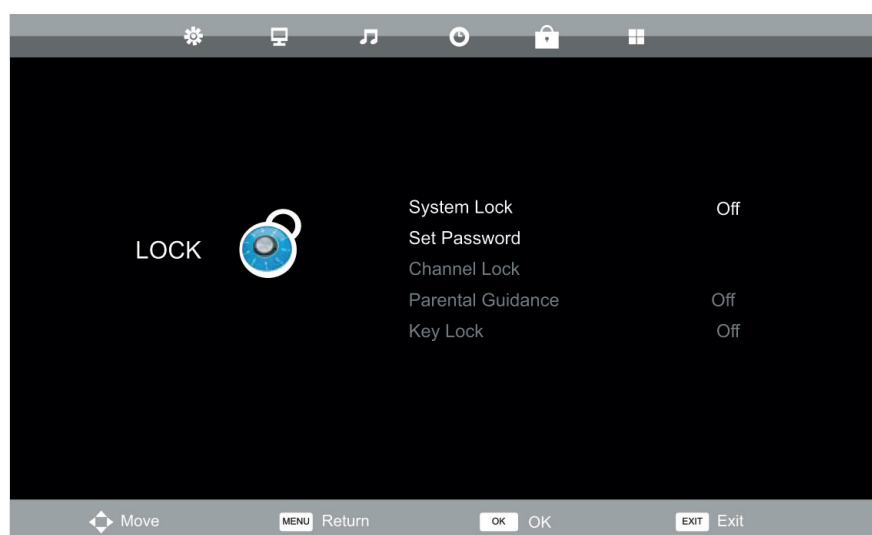 System Lock Off
LOCK
Set Password
Channel Lock
Parental Guidance Off
Key Lock Off
Move MENU Return OK OK EXIT Exit